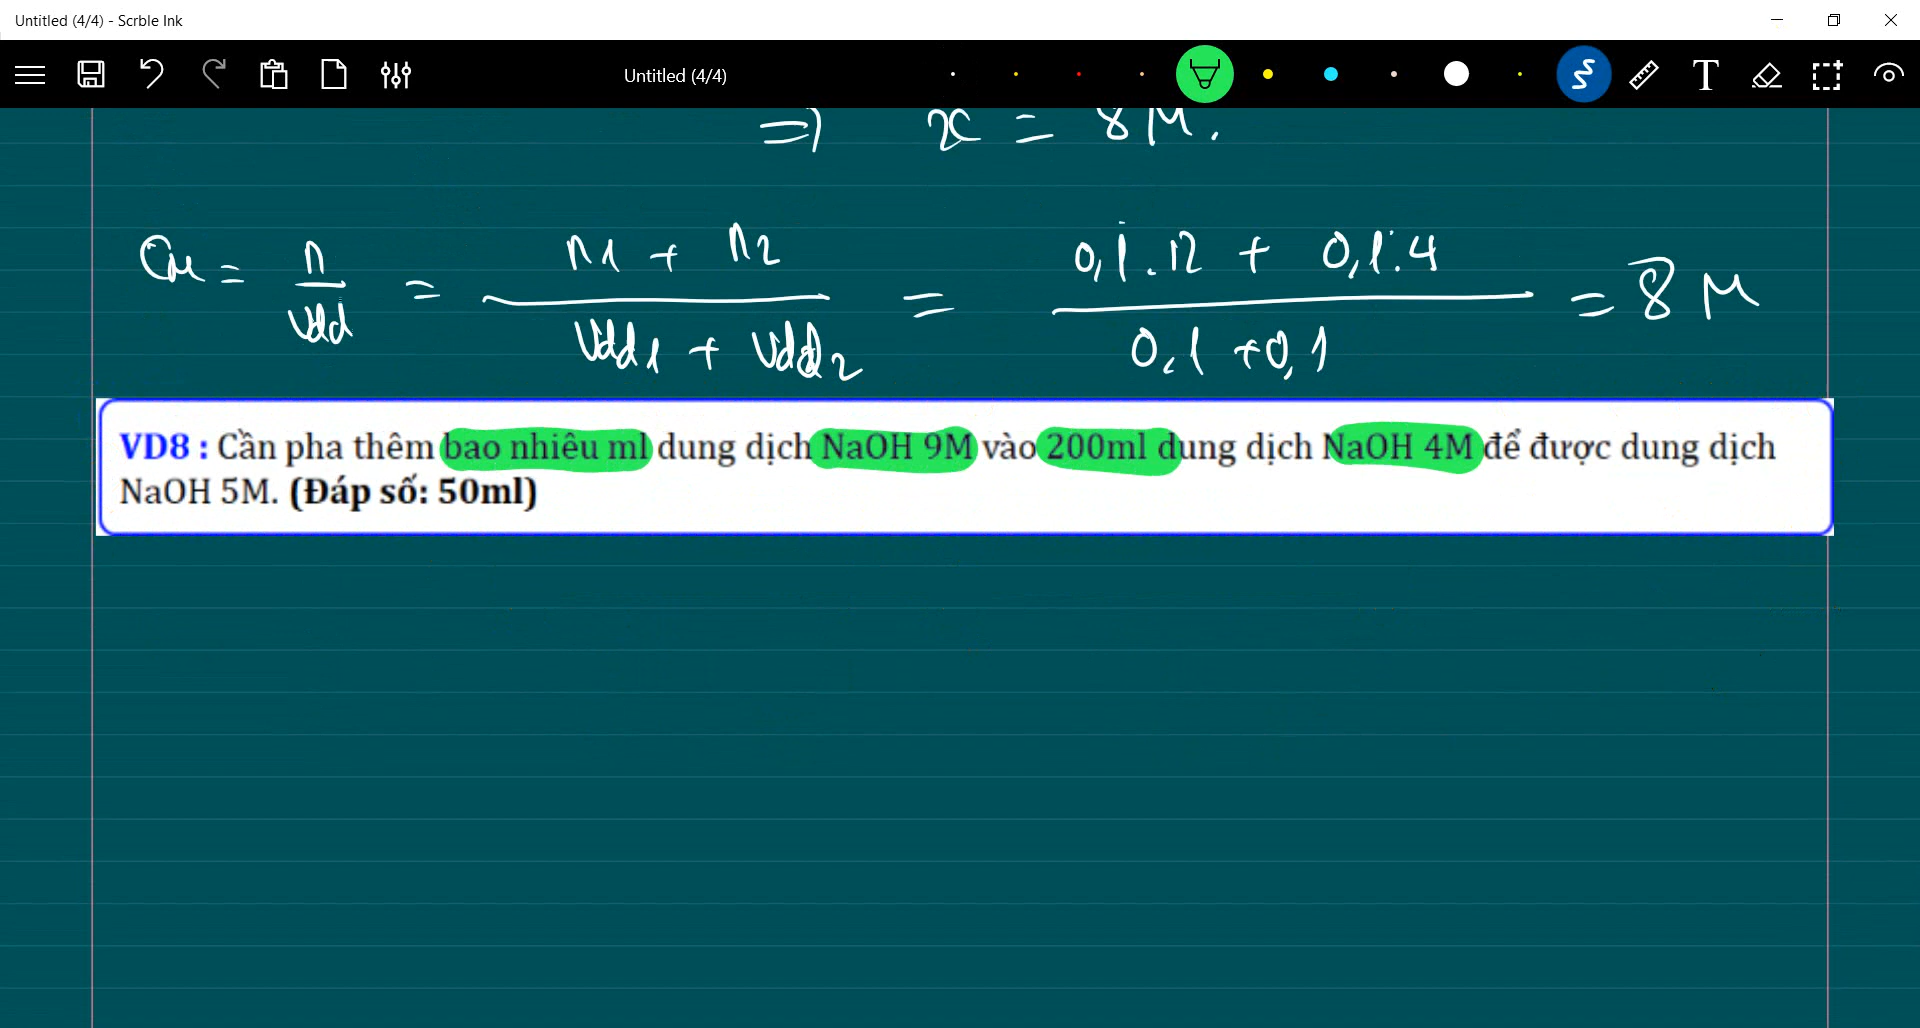 Untitled (4/4) - Scrble Ink
Untitled (4/4)
T
=> x = 8M.
CM = n / Vdd = n1 + n2 / Vdd1 + Vdd2 = 0,1.12 + 0,1.4 / 0,1 + 0,1 = 8 M
VD8 : Cần pha thêm bao nhiêu ml dung dịch NaOH 9M vào 200ml dung dịch NaOH 4M để được dung dịch
NaOH 5M. (Đáp số: 50ml)